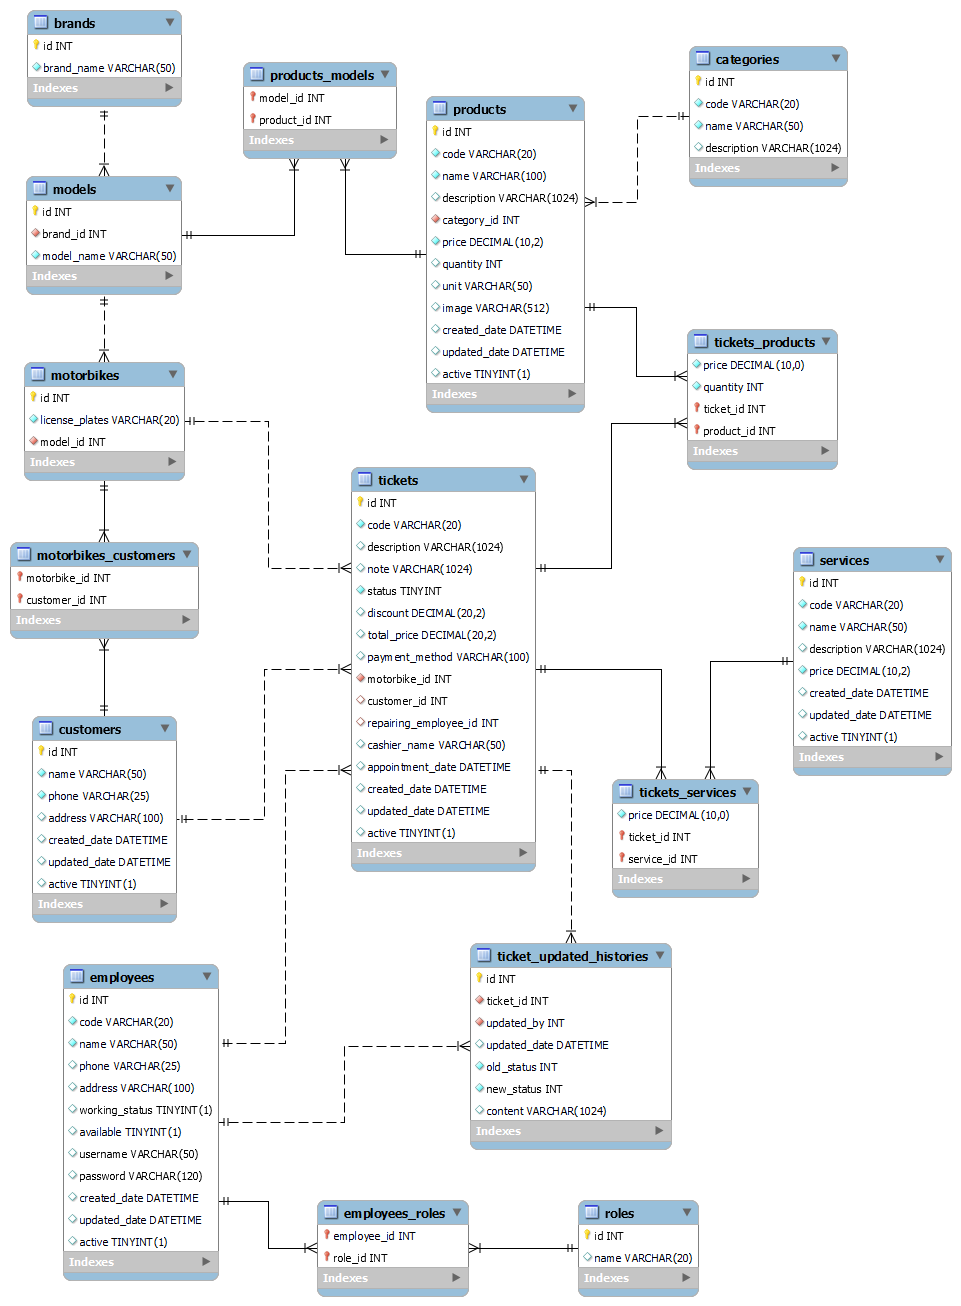 brands
id INT
brand_name VARCHAR(50)
Indexes
products_models
model_id INT
product_id INT
Indexes
products
id INT
code VARCHAR(20)
name VARCHAR(100)
description VARCHAR(1024)
category_id INT
price DECIMAL(10,2)
quantity INT
unit VARCHAR(50)
image VARCHAR(512)
created_date DATETIME
updated_date DATETIME
active TINYINT(1)
Indexes
categories
id INT
code VARCHAR(20)
name VARCHAR(50)
description VARCHAR(1024)
Indexes
models
id INT
brand_id INT
model_name VARCHAR(50)
Indexes
tickets_products
price DECIMAL(10,0)
quantity INT
ticket_id INT
product_id INT
Indexes
motorbikes
id INT
license_plates VARCHAR(20)
model_id INT
Indexes
tickets
id INT
code VARCHAR(20)
description VARCHAR(1024)
note VARCHAR(1024)
status TINYINT
discount DECIMAL(20,2)
total_price DECIMAL(20,2)
payment_method VARCHAR(100)
motorbike_id INT
customer_id INT
repairing_employee_id INT
cashier_name VARCHAR(50)
appointment_date DATETIME
created_date DATETIME
updated_date DATETIME
active TINYINT(1)
Indexes
motorbikes_customers
motorbike_id INT
customer_id INT
Indexes
services
id INT
code VARCHAR(20)
name VARCHAR(50)
description VARCHAR(1024)
price DECIMAL(10,2)
created_date DATETIME
updated_date DATETIME
active TINYINT(1)
Indexes
customers
id INT
name VARCHAR(50)
phone VARCHAR(25)
address VARCHAR(100)
created_date DATETIME
updated_date DATETIME
active TINYINT(1)
Indexes
tickets_services
price DECIMAL(10,0)
ticket_id INT
service_id INT
Indexes
employees
id INT
code VARCHAR(20)
name VARCHAR(50)
phone VARCHAR(25)
address VARCHAR(100)
working_status TINYINT(1)
available TINYINT(1)
username VARCHAR(50)
password VARCHAR(120)
created_date DATETIME
updated_date DATETIME
active TINYINT(1)
Indexes
ticket_updated_histories
id INT
ticket_id INT
updated_by INT
updated_date DATETIME
old_status INT
new_status INT
content VARCHAR(1024)
Indexes
employees_roles
employee_id INT
role_id INT
Indexes
roles
id INT
name VARCHAR(20)
Indexes